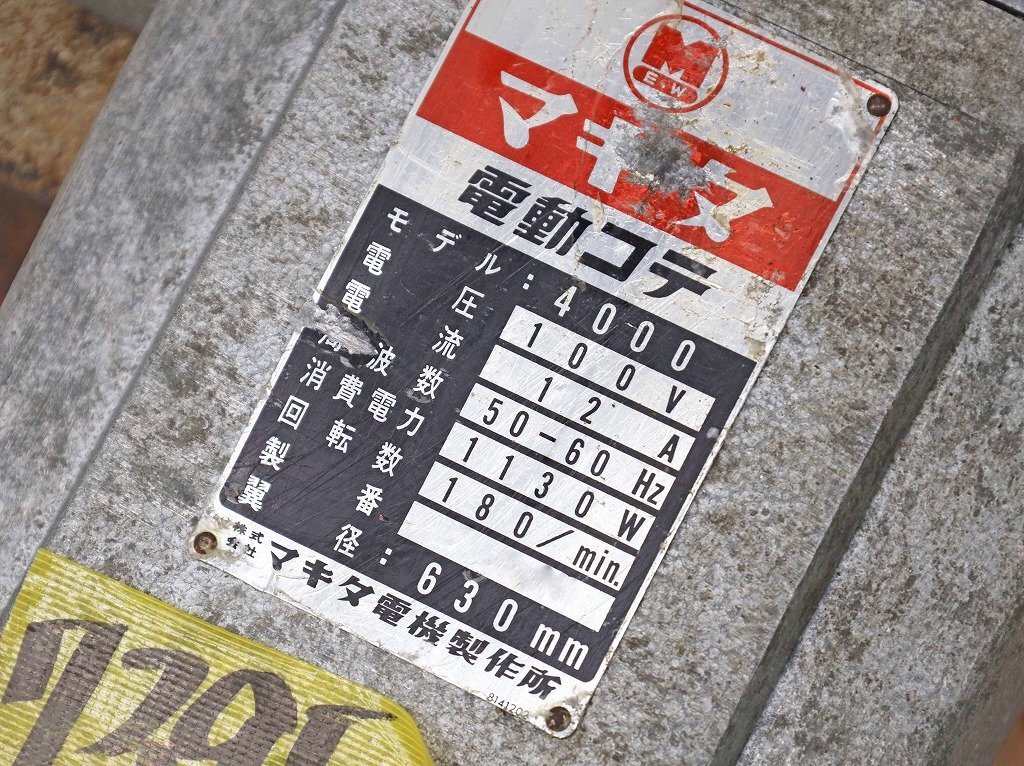 M
E W
マキタ
電動コテ
モデル:4000
電圧 100V
電流 12A
周波数 50-60Hz
消費電力 1130W
回転数 180/min.
製番
翼径:630mm
株式会社 マキタ電機製作所